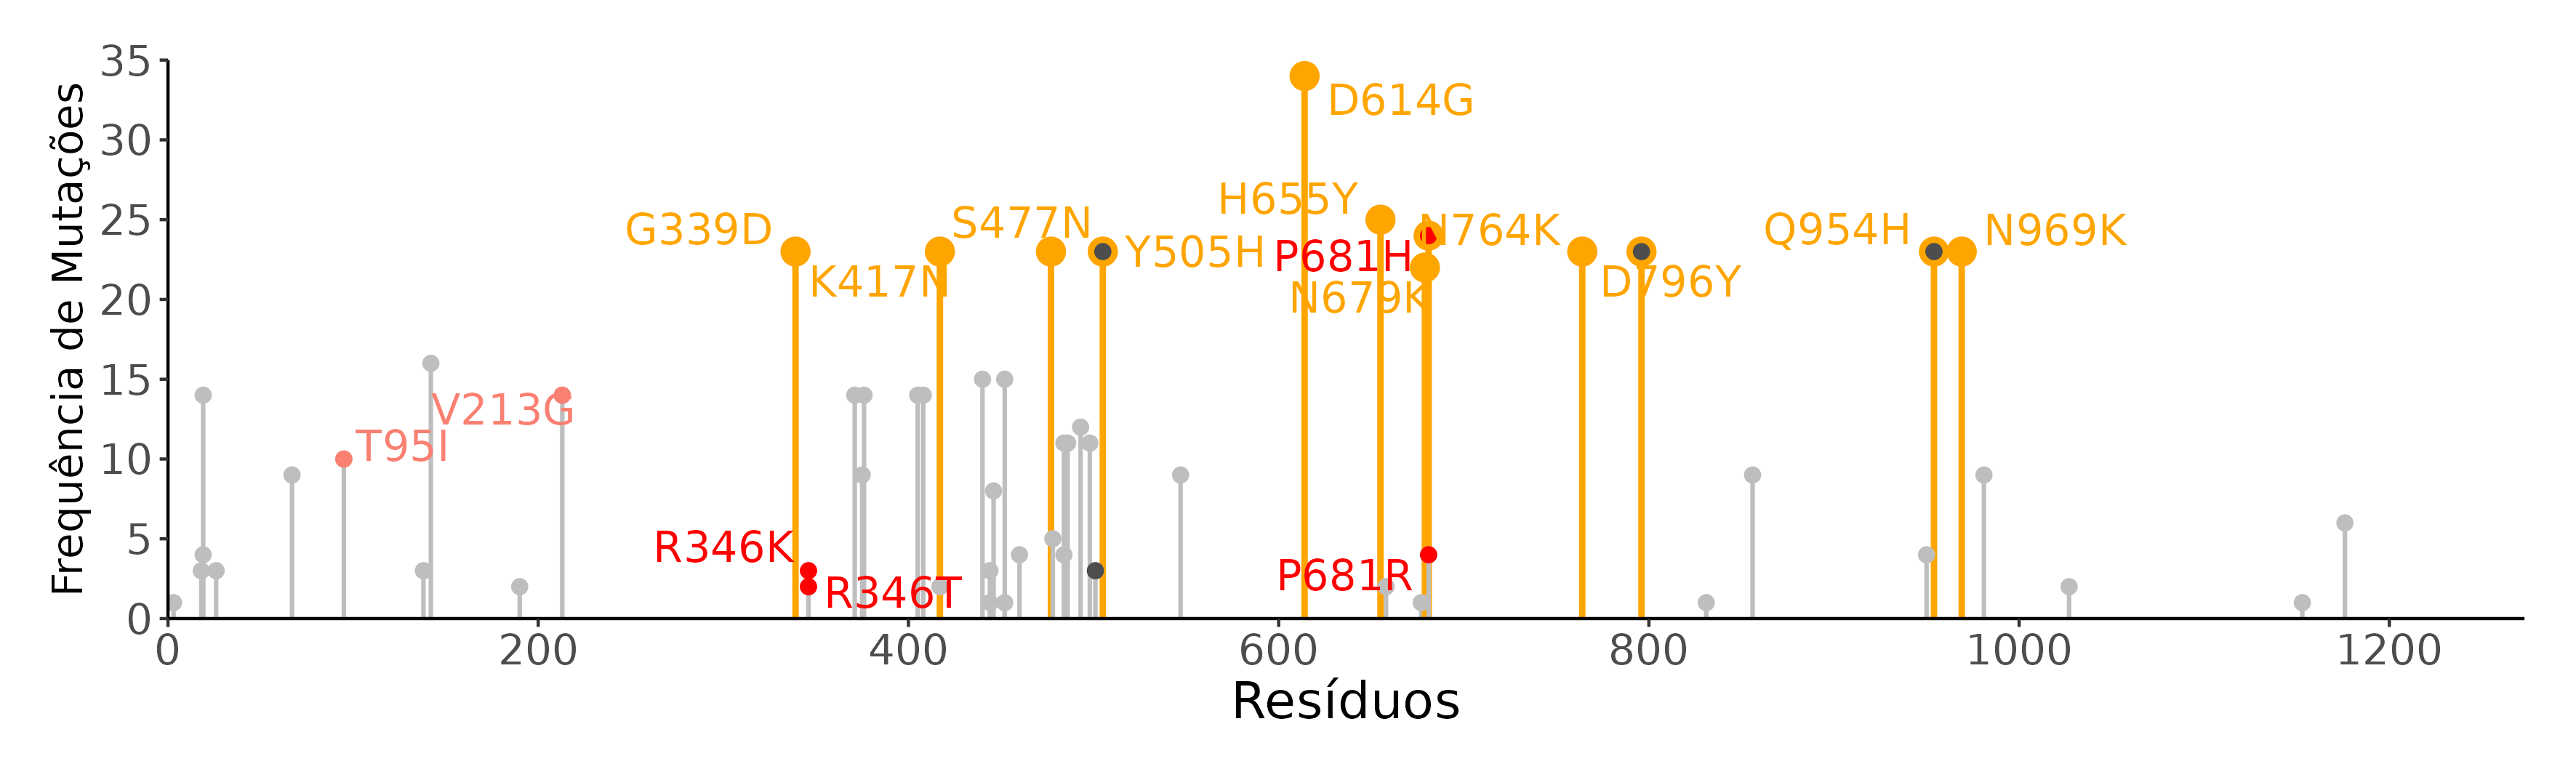 Frequência de Mutações
35
30
25
20
15
10
5
0
D614G
H655Y
G339D
S477N
N764K
Q954H
N969K
Y505H
P681H
K417N
D796Y
N679K
V213G
T95I
R346K
P681R
R346T
0 200 400 600 800 1000 1200
Resíduos